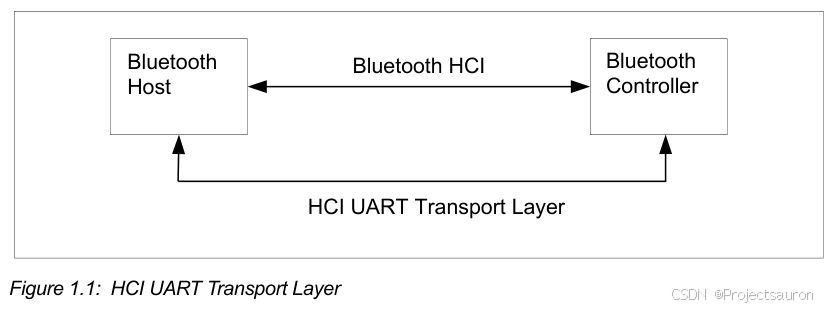 Bluetooth
Host
Bluetooth HCI
Bluetooth
Controller
HCI UART Transport Layer
Figure 1.1: HCI UART Transport Layer
CSDN @Projectsauron